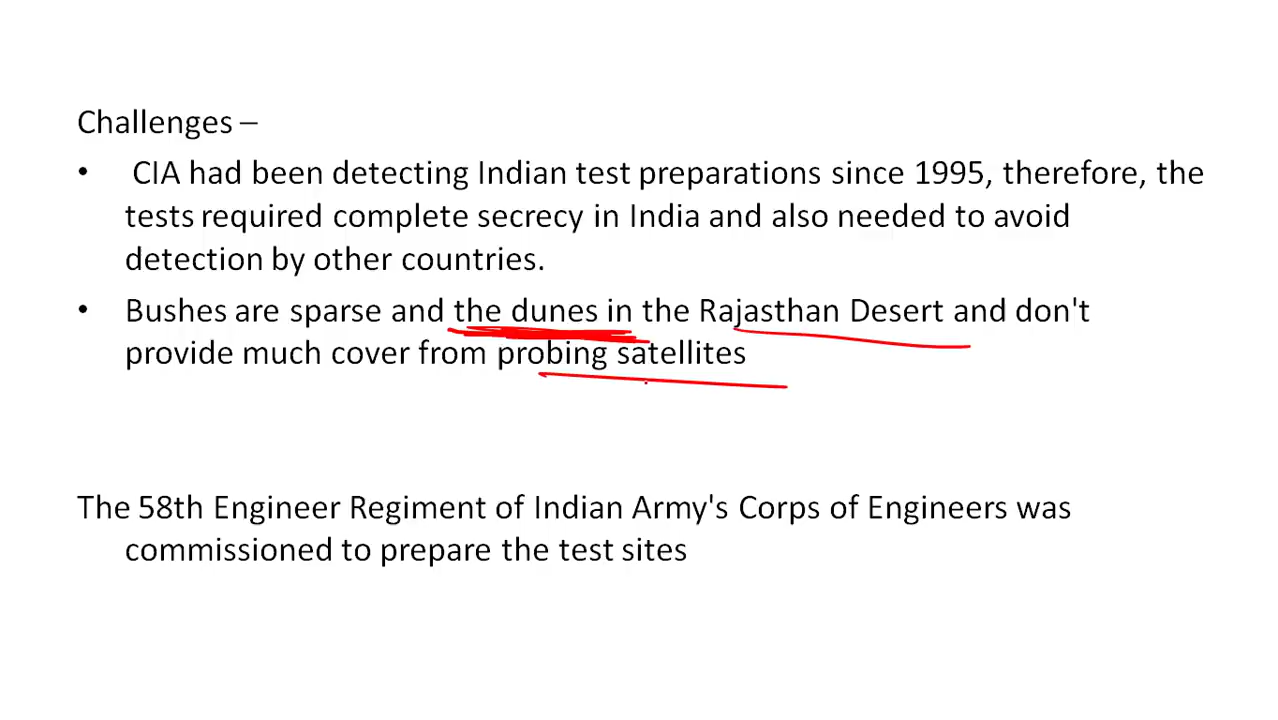 Challenges –
• CIA had been detecting Indian test preparations since 1995, therefore, the
tests required complete secrecy in India and also needed to avoid
detection by other countries.
• Bushes are sparse and the dunes in the Rajasthan Desert and don't
provide much cover from probing satellites
The 58th Engineer Regiment of Indian Army's Corps of Engineers was
commissioned to prepare the test sites